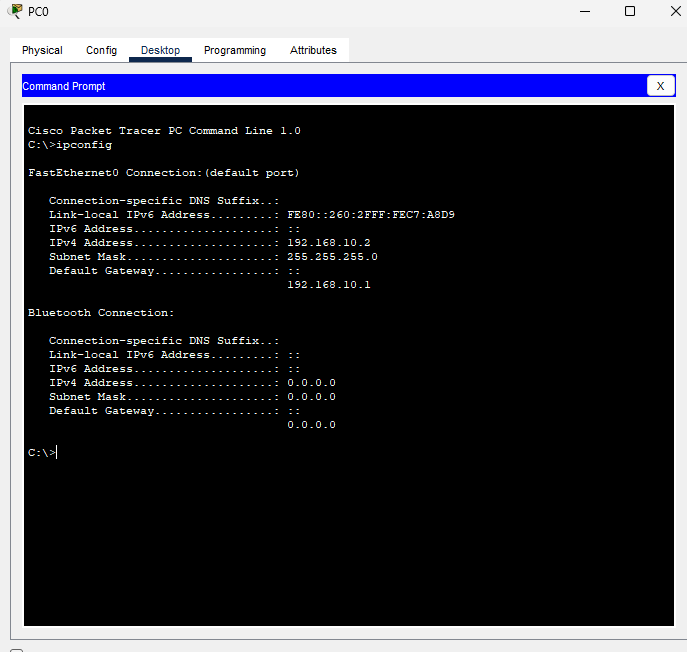 PC0
Physical Config Desktop Programming Attributes
Command Prompt X
Cisco Packet Tracer PC Command Line 1.0
C:\>ipconfig
FastEthernet0 Connection:(default port)
Connection-specific DNS Suffix..:
Link-local IPv6 Address.........: FE80::260:2FFF:FEC7:A8D9
IPv6 Address....................: ::
IPv4 Address....................: 192.168.10.2
Subnet Mask.....................: 255.255.255.0
Default Gateway.................: ::
192.168.10.1
Bluetooth Connection:
Connection-specific DNS Suffix..:
Link-local IPv6 Address.........: ::
IPv6 Address....................: ::
IPv4 Address....................: 0.0.0.0
Subnet Mask.....................: 0.0.0.0
Default Gateway.................: ::
0.0.0.0
C:\>